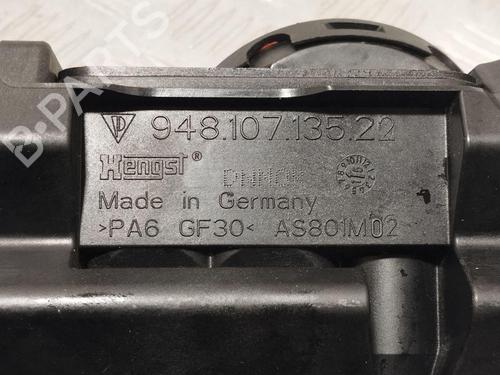 948.107.135.22
Hengst®
Made in Germany
>PA6 GF30< AS801M02
B-PARTS